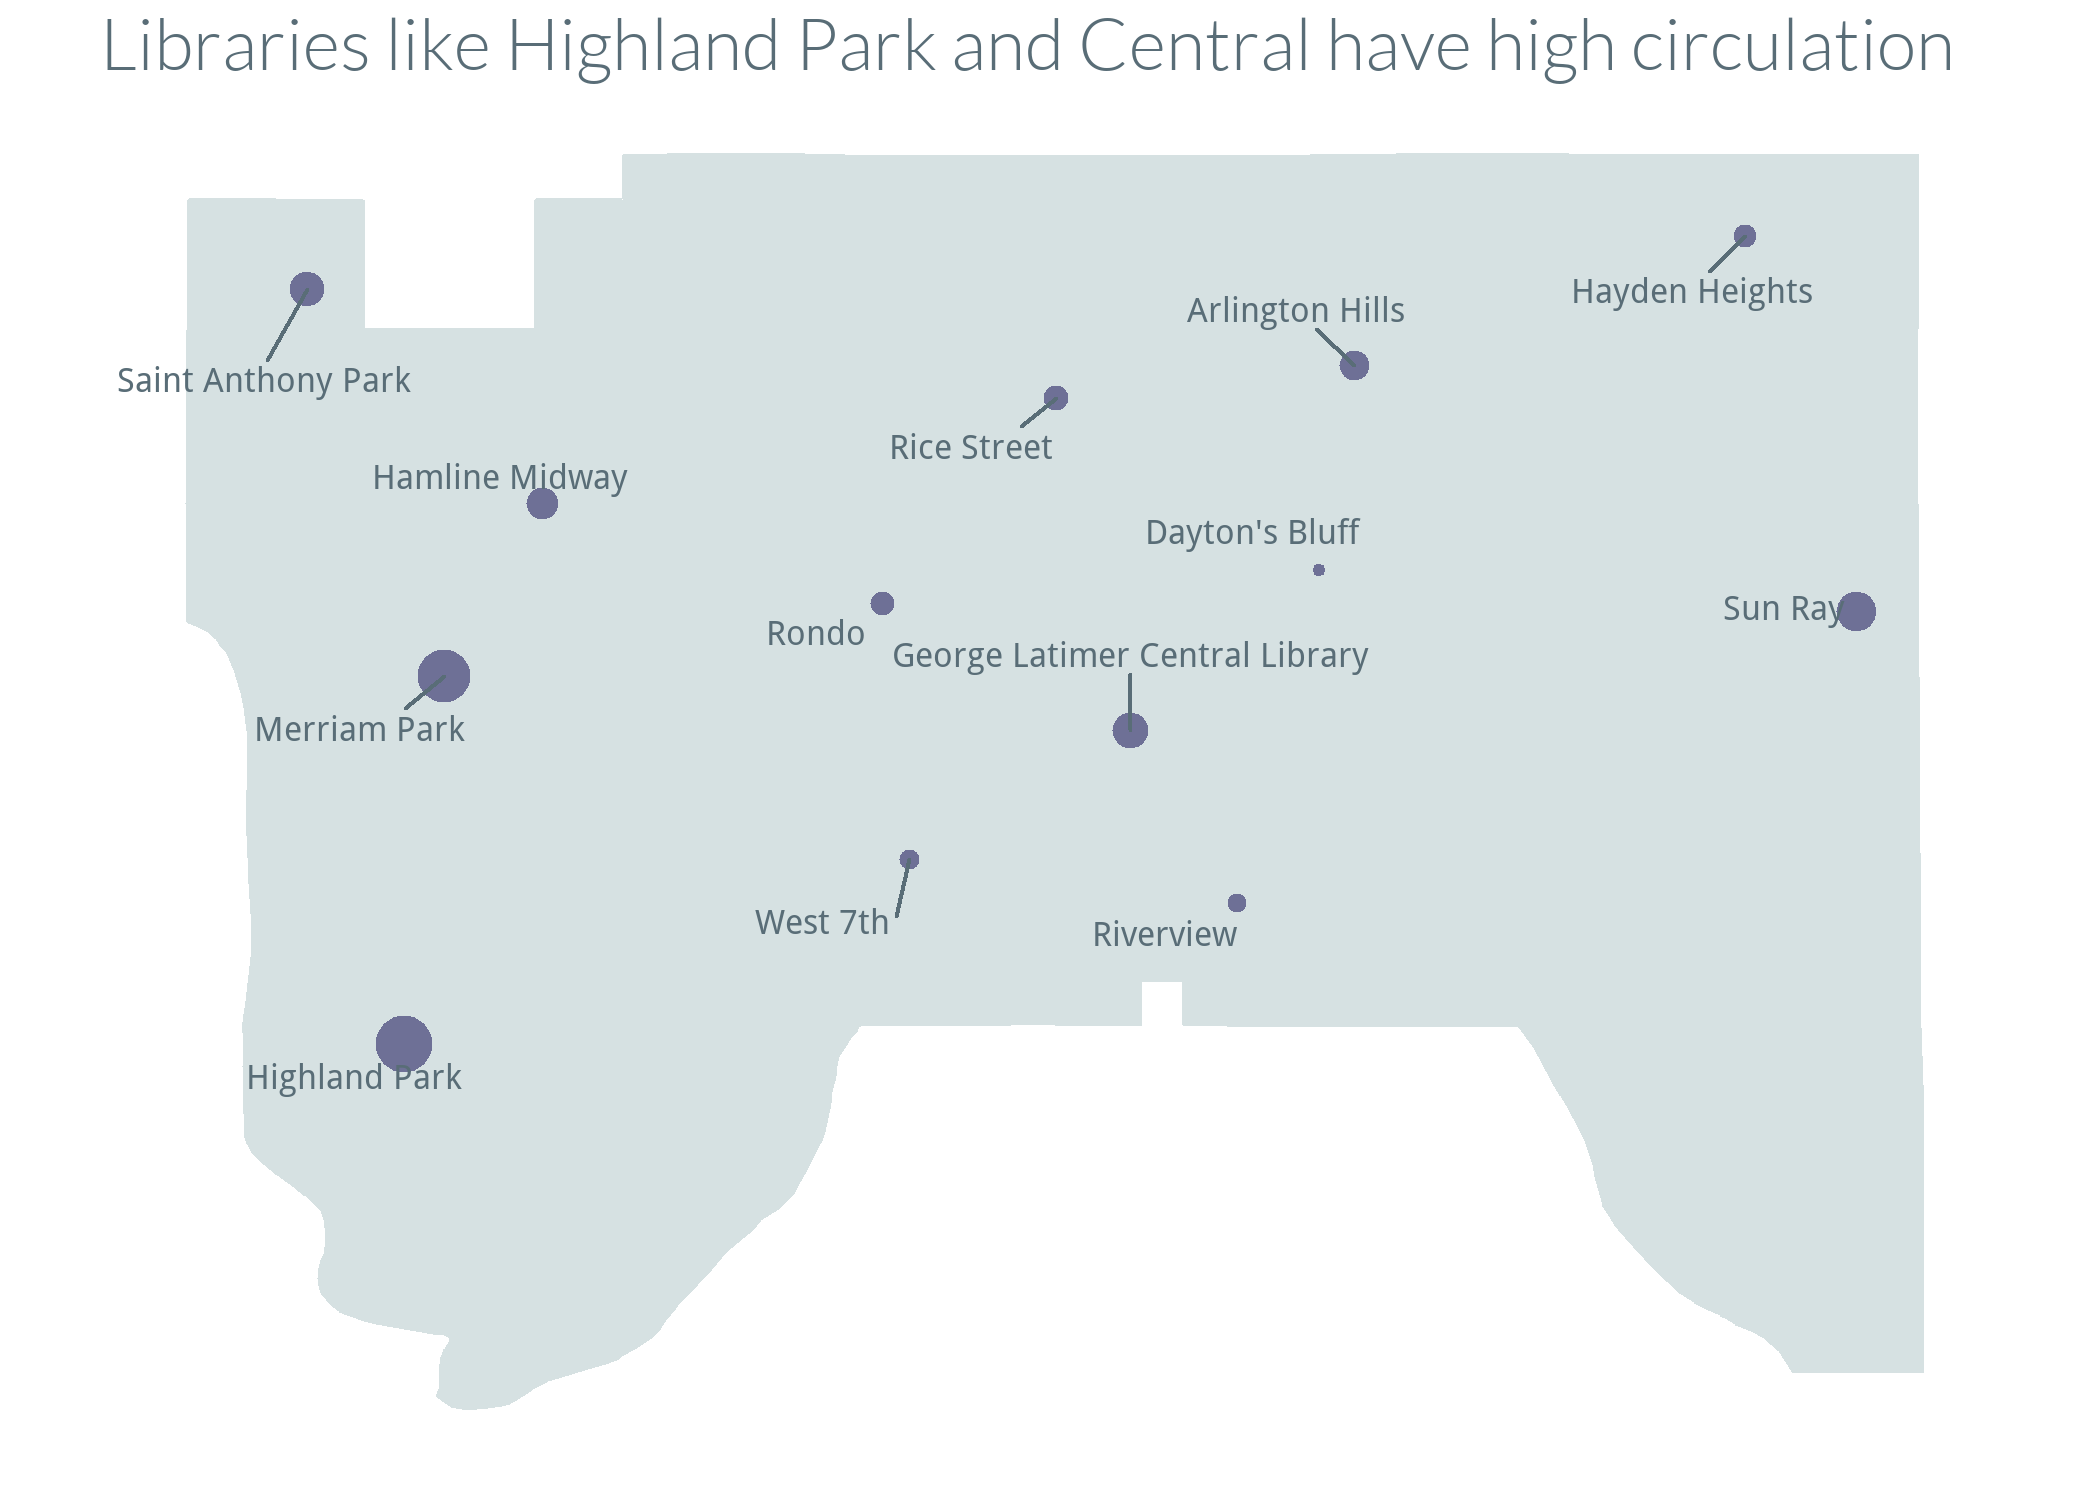 Libraries like Highland Park and Central have high circulation
Hayden Heights
Arlington Hills
Saint Anthony Park
Rice Street
Hamline Midway
Dayton's Bluff
Sun Ray
Rondo
George Latimer Central Library
Merriam Park
West 7th
Riverview
Highland Park